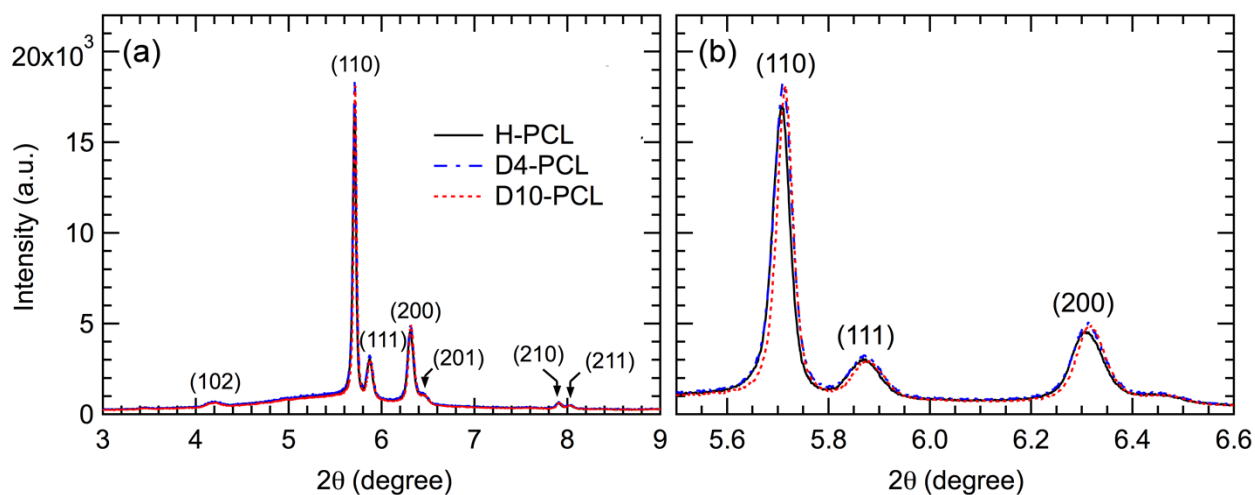 20x10³
15
10
5
0
Intensity (a.u.)
(a)
(110)
H-PCL
D4-PCL
D10-PCL
(102)
(111)
(200)
(201)
(210)
(211)
3 4 5 6 7 8 9
2θ (degree)
(b)
(110)
(111)
(200)
5.6 5.8 6.0 6.2 6.4 6.6
2θ (degree)